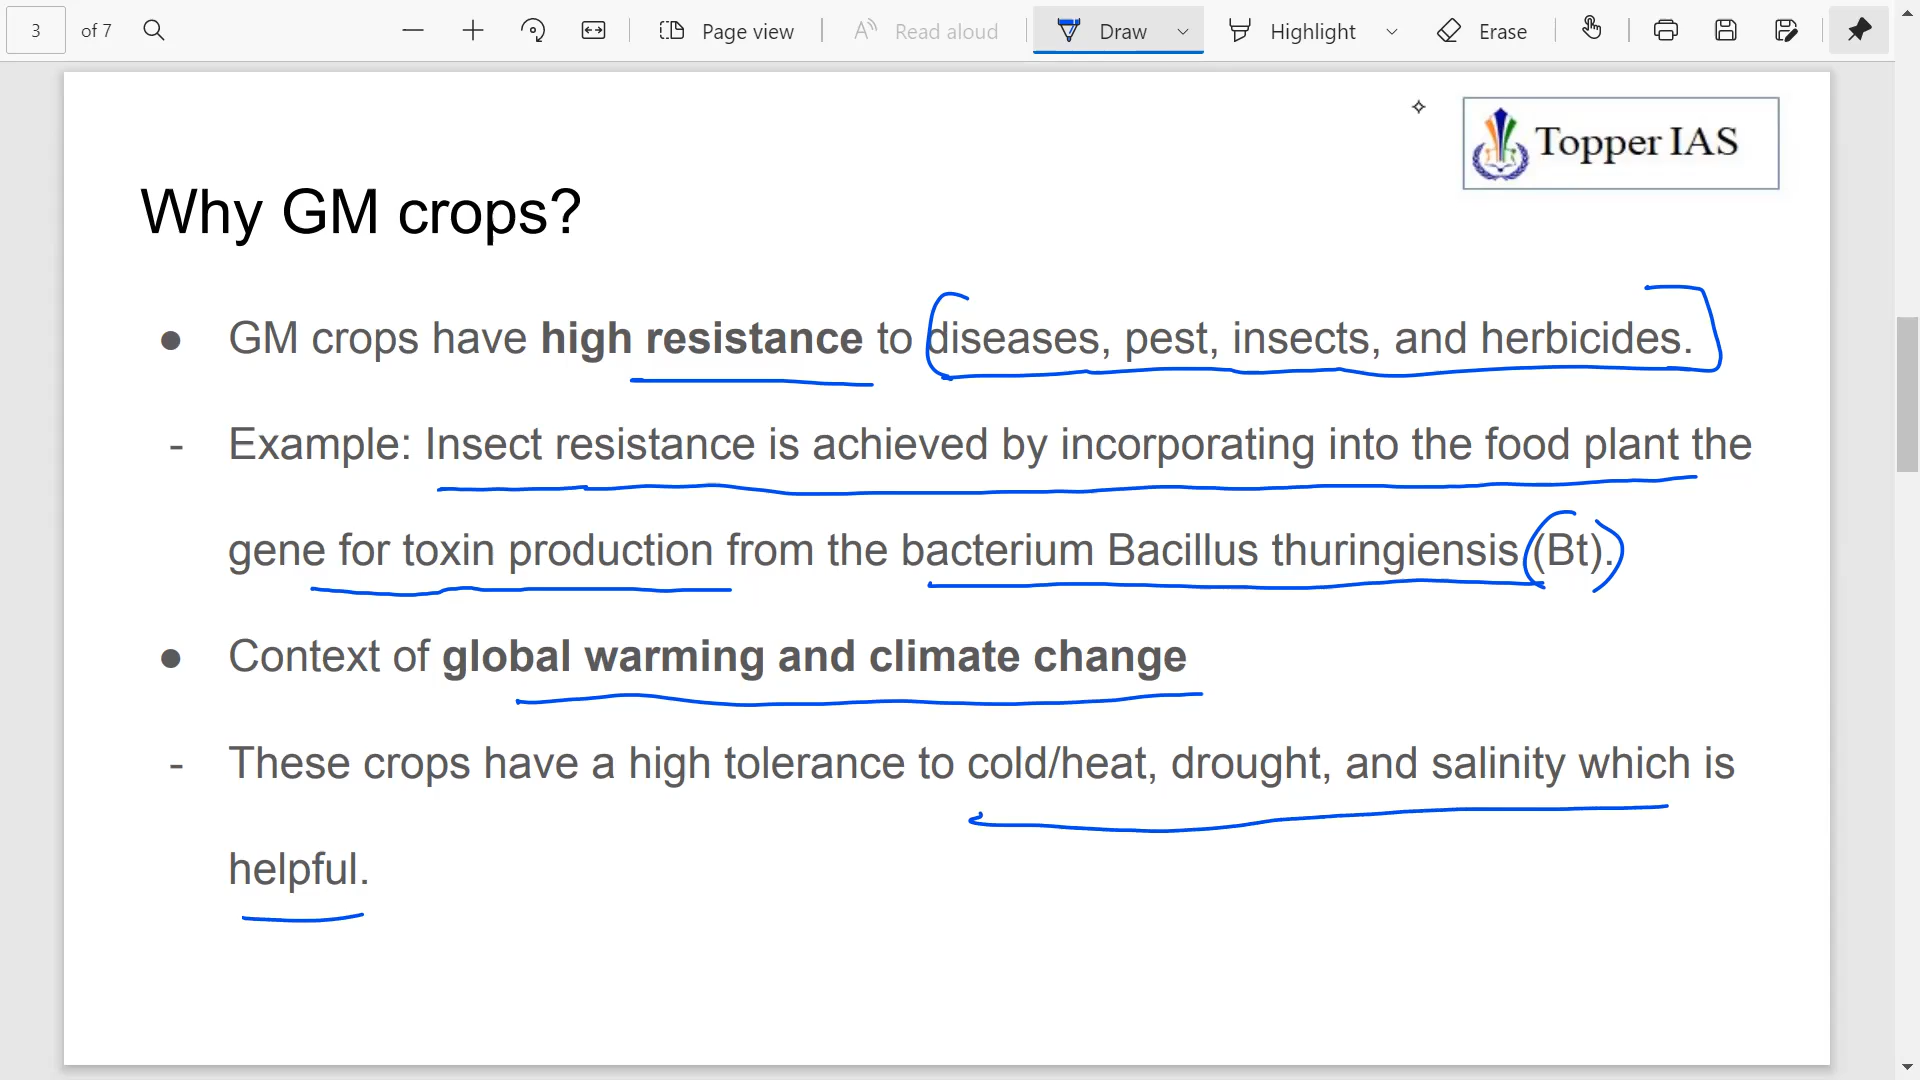 3 of 7 Page view Read aloud Draw Highlight Erase
Topper IAS
Why GM crops?
● GM crops have high resistance to diseases, pest, insects, and herbicides.
- Example: Insect resistance is achieved by incorporating into the food plant the
gene for toxin production from the bacterium Bacillus thuringiensis (Bt).
● Context of global warming and climate change
- These crops have a high tolerance to cold/heat, drought, and salinity which is
helpful.